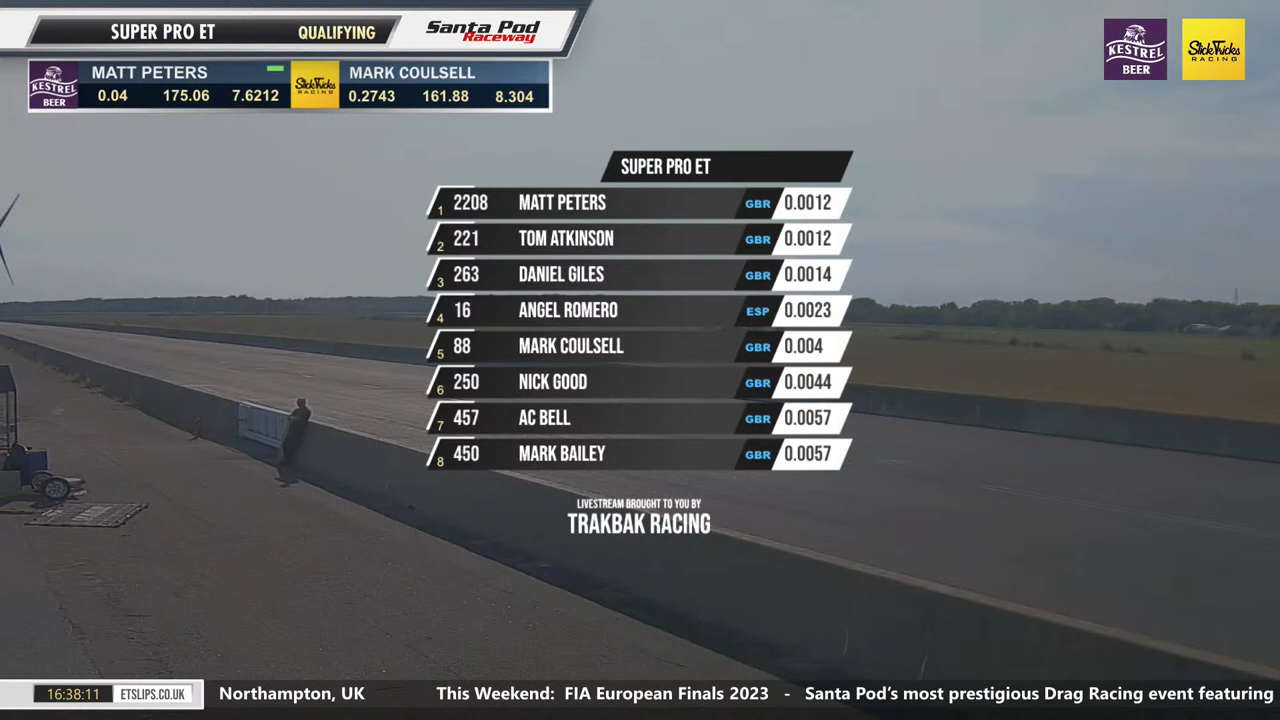 SUPER PRO ET QUALIFYING Santa Pod Raceway
KESTREL BEER MATT PETERS SlickTricks RACING MARK COULSELL
0.04 175.06 7.6212 0.2743 161.88 8.304
KESTREL BEER SlickTricks RACING
SUPER PRO ET
1 2208 MATT PETERS GBR 0.0012
2 221 TOM ATKINSON GBR 0.0012
3 263 DANIEL GILES GBR 0.0014
4 16 ANGEL ROMERO ESP 0.0023
5 88 MARK COULSELL GBR 0.004
6 250 NICK GOOD GBR 0.0044
7 457 AC BELL GBR 0.0057
8 450 MARK BAILEY GBR 0.0057
LIVESTREAM BROUGHT TO YOU BY
TRAKBAK RACING
16:38:11 ETSLIPS.CO.UK Northampton, UK This Weekend: FIA European Finals 2023 - Santa Pod's most prestigious Drag Racing event featuring